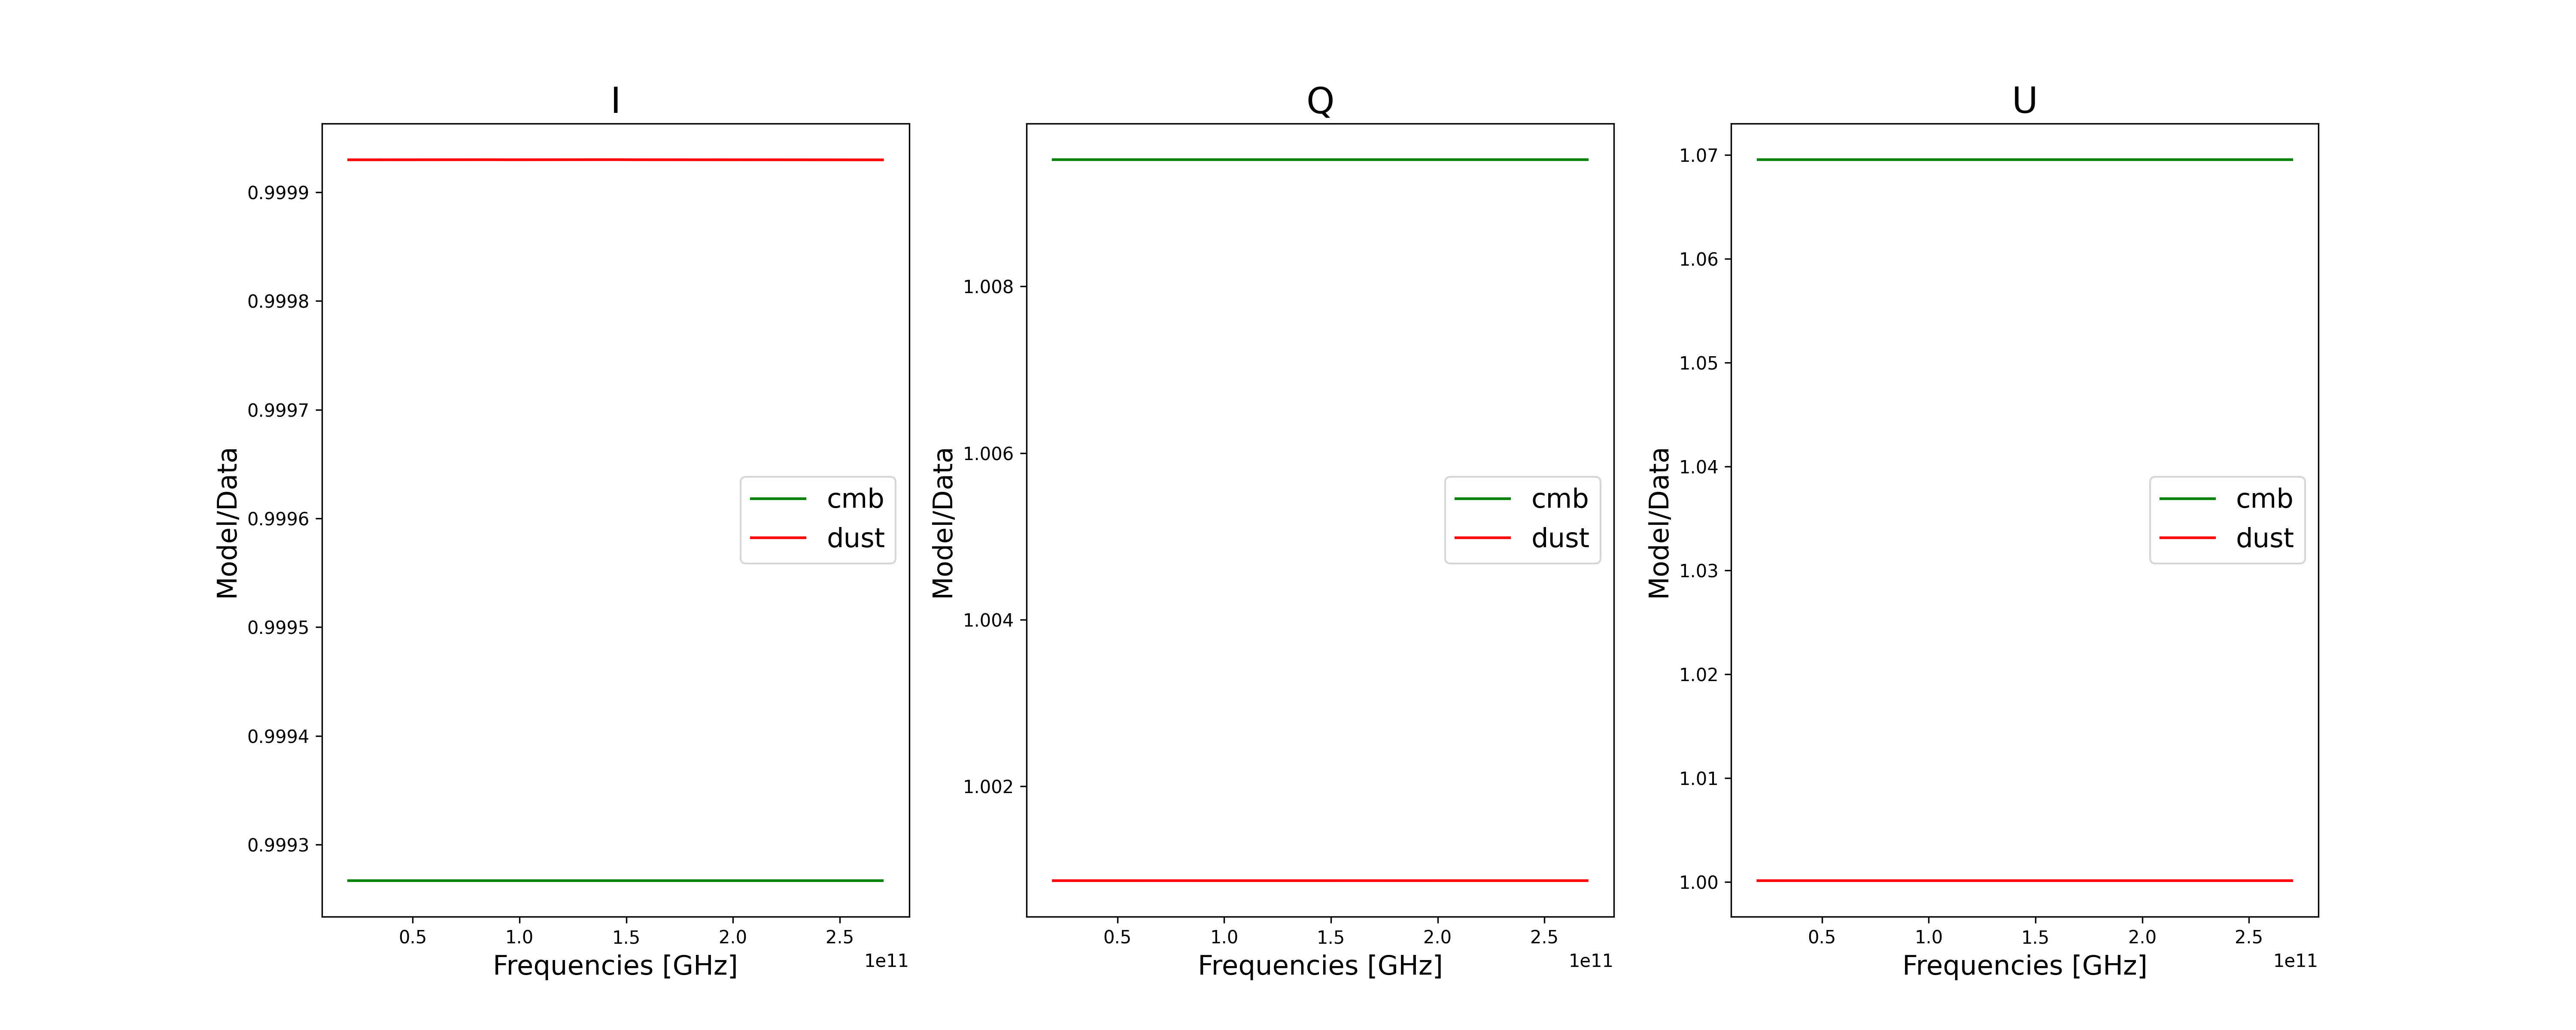 I
Model/Data
0.9999
0.9998
0.9997
0.9996
0.9995
0.9994
0.9993
cmb
dust
0.5 1.0 1.5 2.0 2.5
1e11
Frequencies [GHz]
Q
Model/Data
1.008
1.006
1.004
1.002
cmb
dust
0.5 1.0 1.5 2.0 2.5
1e11
Frequencies [GHz]
U
Model/Data
1.07
1.06
1.05
1.04
1.03
1.02
1.01
1.00
cmb
dust
0.5 1.0 1.5 2.0 2.5
1e11
Frequencies [GHz]